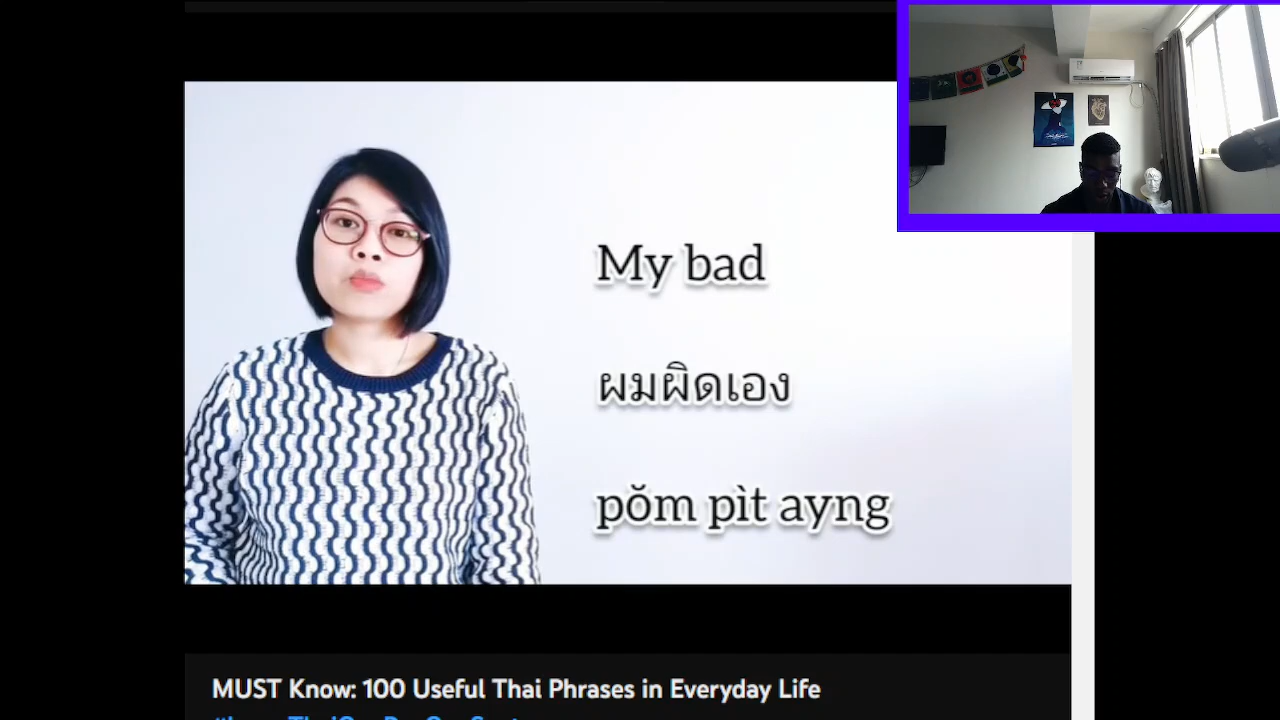 My bad
ผมผิดเอง
pŏm pìt ayng
MUST Know: 100 Useful Thai Phrases in Everyday Life